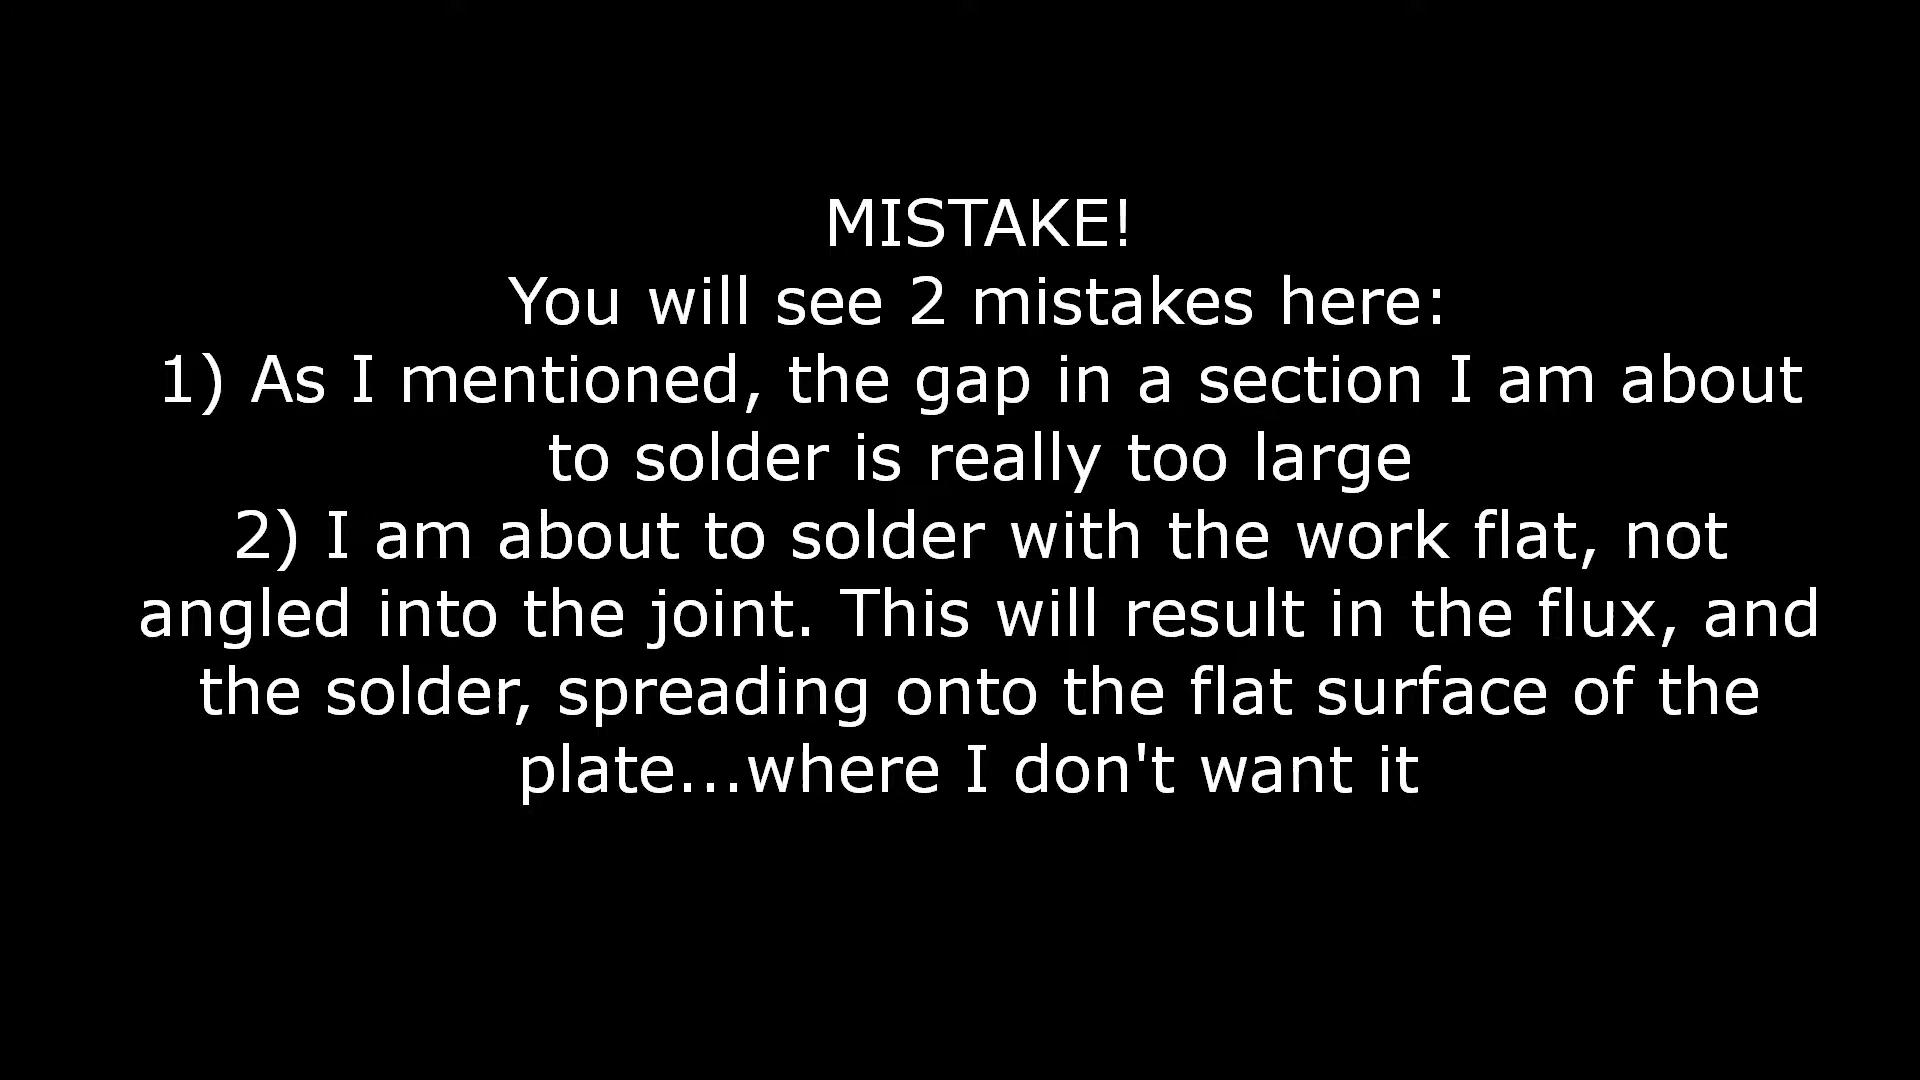 MISTAKE!
You will see 2 mistakes here:
1) As I mentioned, the gap in a section I am about
to solder is really too large
2) I am about to solder with the work flat, not
angled into the joint. This will result in the flux, and
the solder, spreading onto the flat surface of the
plate...where I don't want it